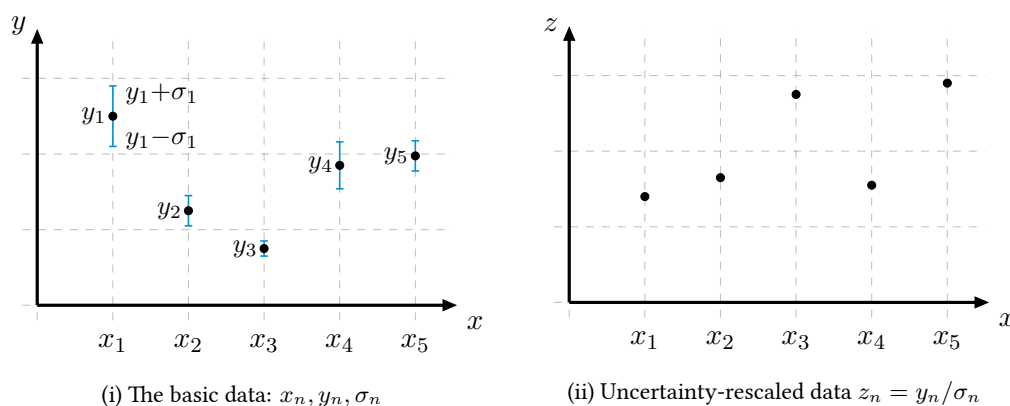 y
y₁+σ₁
y₁
y₁−σ₁
y₂
y₃
y₄
y₅
x
x₁ x₂ x₃ x₄ x₅
(i) The basic data: xₙ, yₙ, σₙ
z
x
x₁ x₂ x₃ x₄ x₅
(ii) Uncertainty-rescaled data zₙ = yₙ/σₙ